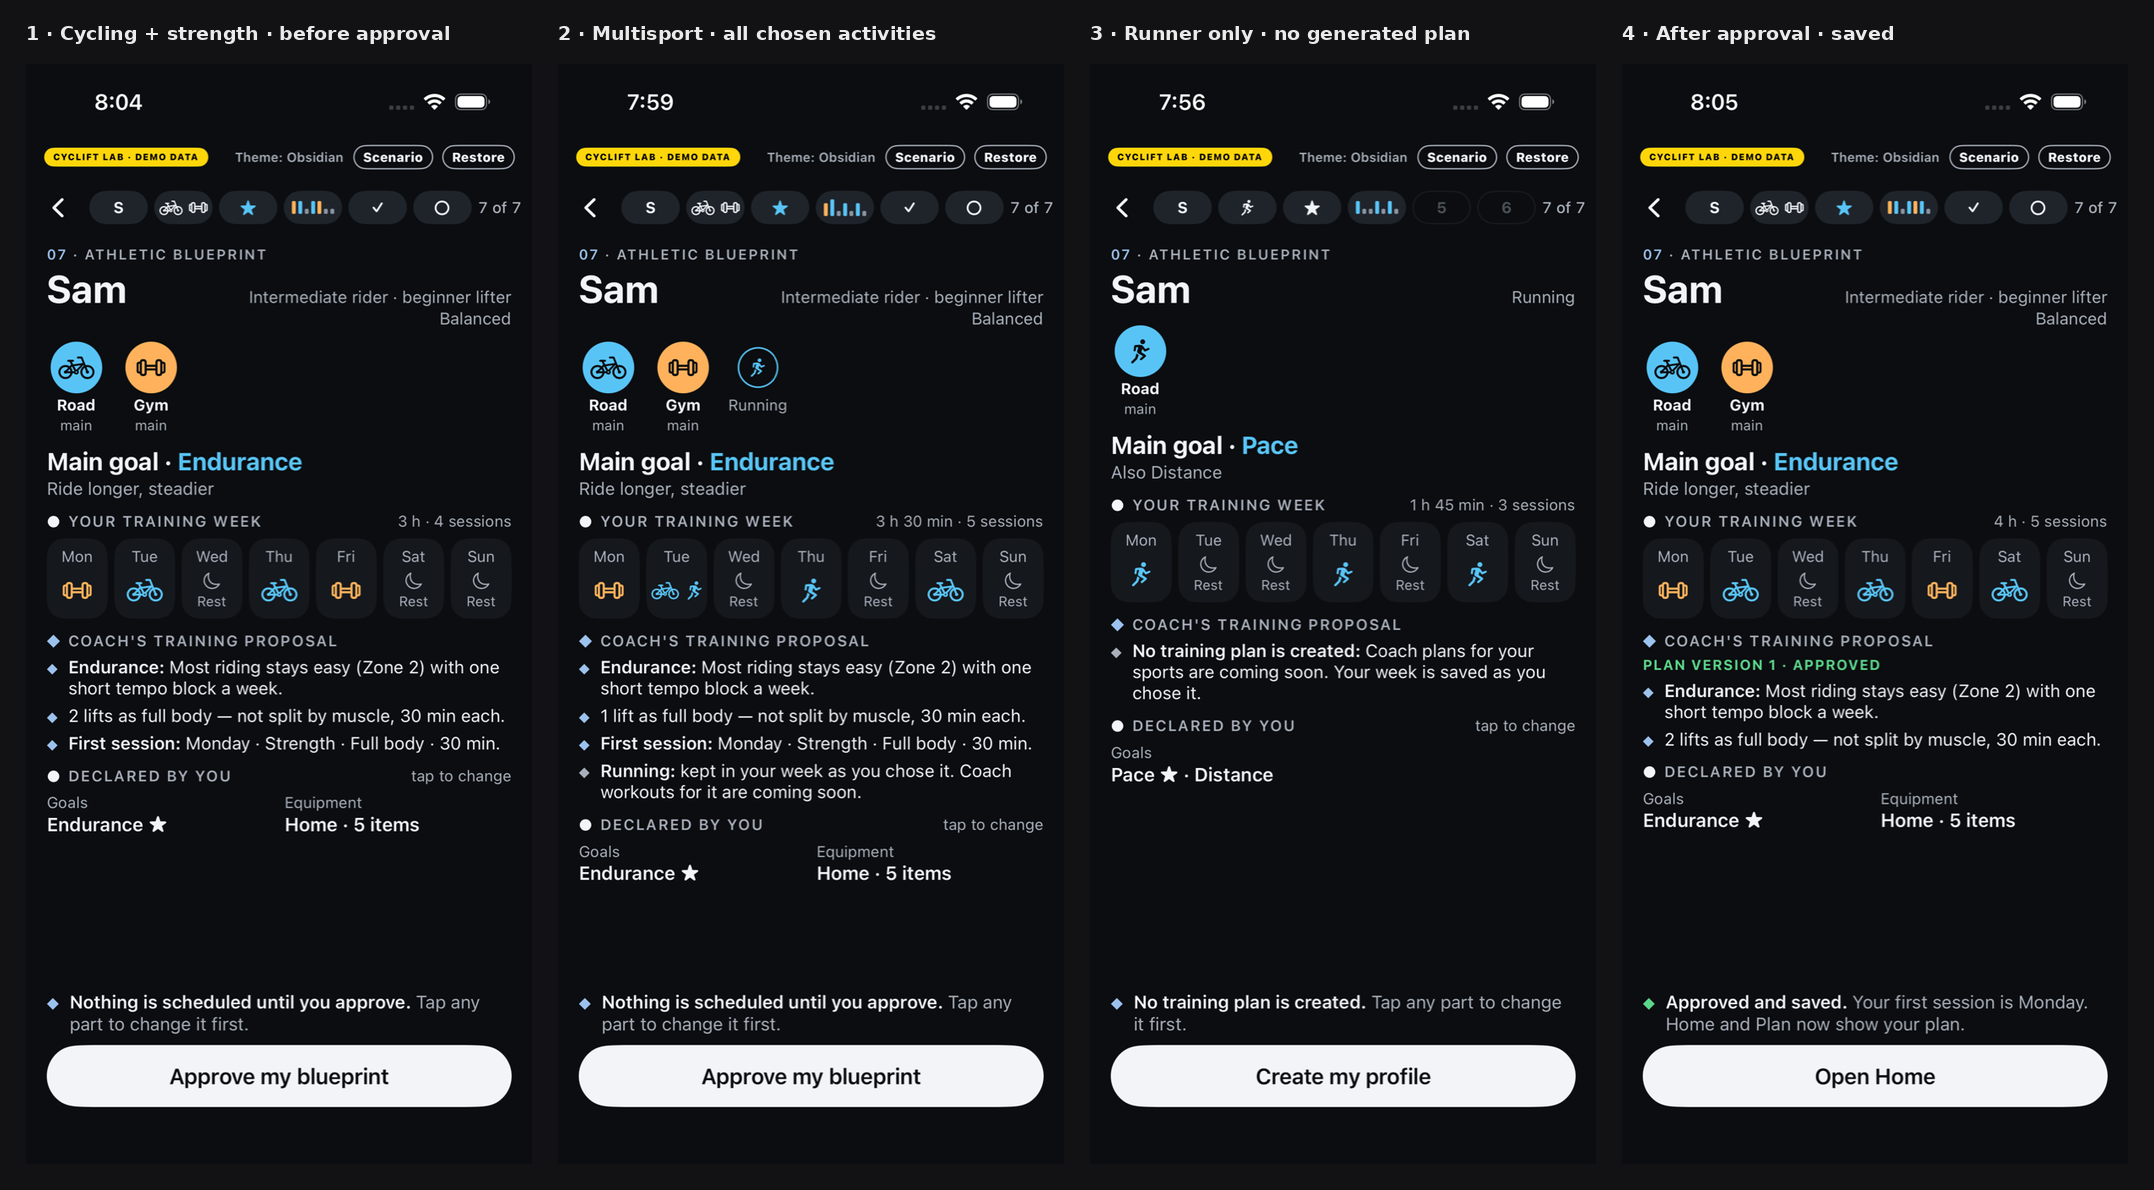 1 · Cycling + strength · before approval
8:04
CYCLIFT LAB · DEMO DATA
Theme: Obsidian
Scenario
Restore
S
7 of 7
07 · ATHLETIC BLUEPRINT
Sam
Intermediate rider · beginner lifter
Balanced
Road
main
Gym
main
Main goal · Endurance
Ride longer, steadier
YOUR TRAINING WEEK
3 h · 4 sessions
Mon
Tue
Wed
Rest
Thu
Fri
Sat
Rest
Sun
Rest
COACH'S TRAINING PROPOSAL
Endurance: Most riding stays easy (Zone 2) with one
short tempo block a week.
2 lifts as full body — not split by muscle, 30 min each.
First session: Monday · Strength · Full body · 30 min.
DECLARED BY YOU
tap to change
Goals
Endurance ★
Equipment
Home · 5 items
Nothing is scheduled until you approve. Tap any
part to change it first.
Approve my blueprint
2 · Multisport · all chosen activities
7:59
CYCLIFT LAB · DEMO DATA
Theme: Obsidian
Scenario
Restore
S
7 of 7
07 · ATHLETIC BLUEPRINT
Sam
Intermediate rider · beginner lifter
Balanced
Road
main
Gym
main
Running
Main goal · Endurance
Ride longer, steadier
YOUR TRAINING WEEK
3 h 30 min · 5 sessions
Mon
Tue
Wed
Rest
Thu
Fri
Rest
Sat
Sun
Rest
COACH'S TRAINING PROPOSAL
Endurance: Most riding stays easy (Zone 2) with one
short tempo block a week.
1 lift as full body — not split by muscle, 30 min each.
First session: Monday · Strength · Full body · 30 min.
Running: kept in your week as you chose it. Coach
workouts for it are coming soon.
DECLARED BY YOU
tap to change
Goals
Endurance ★
Equipment
Home · 5 items
Nothing is scheduled until you approve. Tap any
part to change it first.
Approve my blueprint
3 · Runner only · no generated plan
7:56
CYCLIFT LAB · DEMO DATA
Theme: Obsidian
Scenario
Restore
S
5
6
7 of 7
07 · ATHLETIC BLUEPRINT
Sam
Running
Road
main
Main goal · Pace
Also Distance
YOUR TRAINING WEEK
1 h 45 min · 3 sessions
Mon
Tue
Rest
Wed
Rest
Thu
Fri
Rest
Sat
Sun
Rest
COACH'S TRAINING PROPOSAL
No training plan is created: Coach plans for your
sports are coming soon. Your week is saved as you
chose it.
DECLARED BY YOU
tap to change
Goals
Pace ★ · Distance
No training plan is created. Tap any part to change
it first.
Create my profile
4 · After approval · saved
8:05
CYCLIFT LAB · DEMO DATA
Theme: Obsidian
Scenario
Restore
S
7 of 7
07 · ATHLETIC BLUEPRINT
Sam
Intermediate rider · beginner lifter
Balanced
Road
main
Gym
main
Main goal · Endurance
Ride longer, steadier
YOUR TRAINING WEEK
4 h · 5 sessions
Mon
Tue
Wed
Rest
Thu
Fri
Sat
Sun
Rest
COACH'S TRAINING PROPOSAL
PLAN VERSION 1 · APPROVED
Endurance: Most riding stays easy (Zone 2) with one
short tempo block a week.
2 lifts as full body — not split by muscle, 30 min each.
DECLARED BY YOU
Goals
Endurance ★
Equipment
Home · 5 items
Approved and saved. Your first session is Monday.
Home and Plan now show your plan.
Open Home